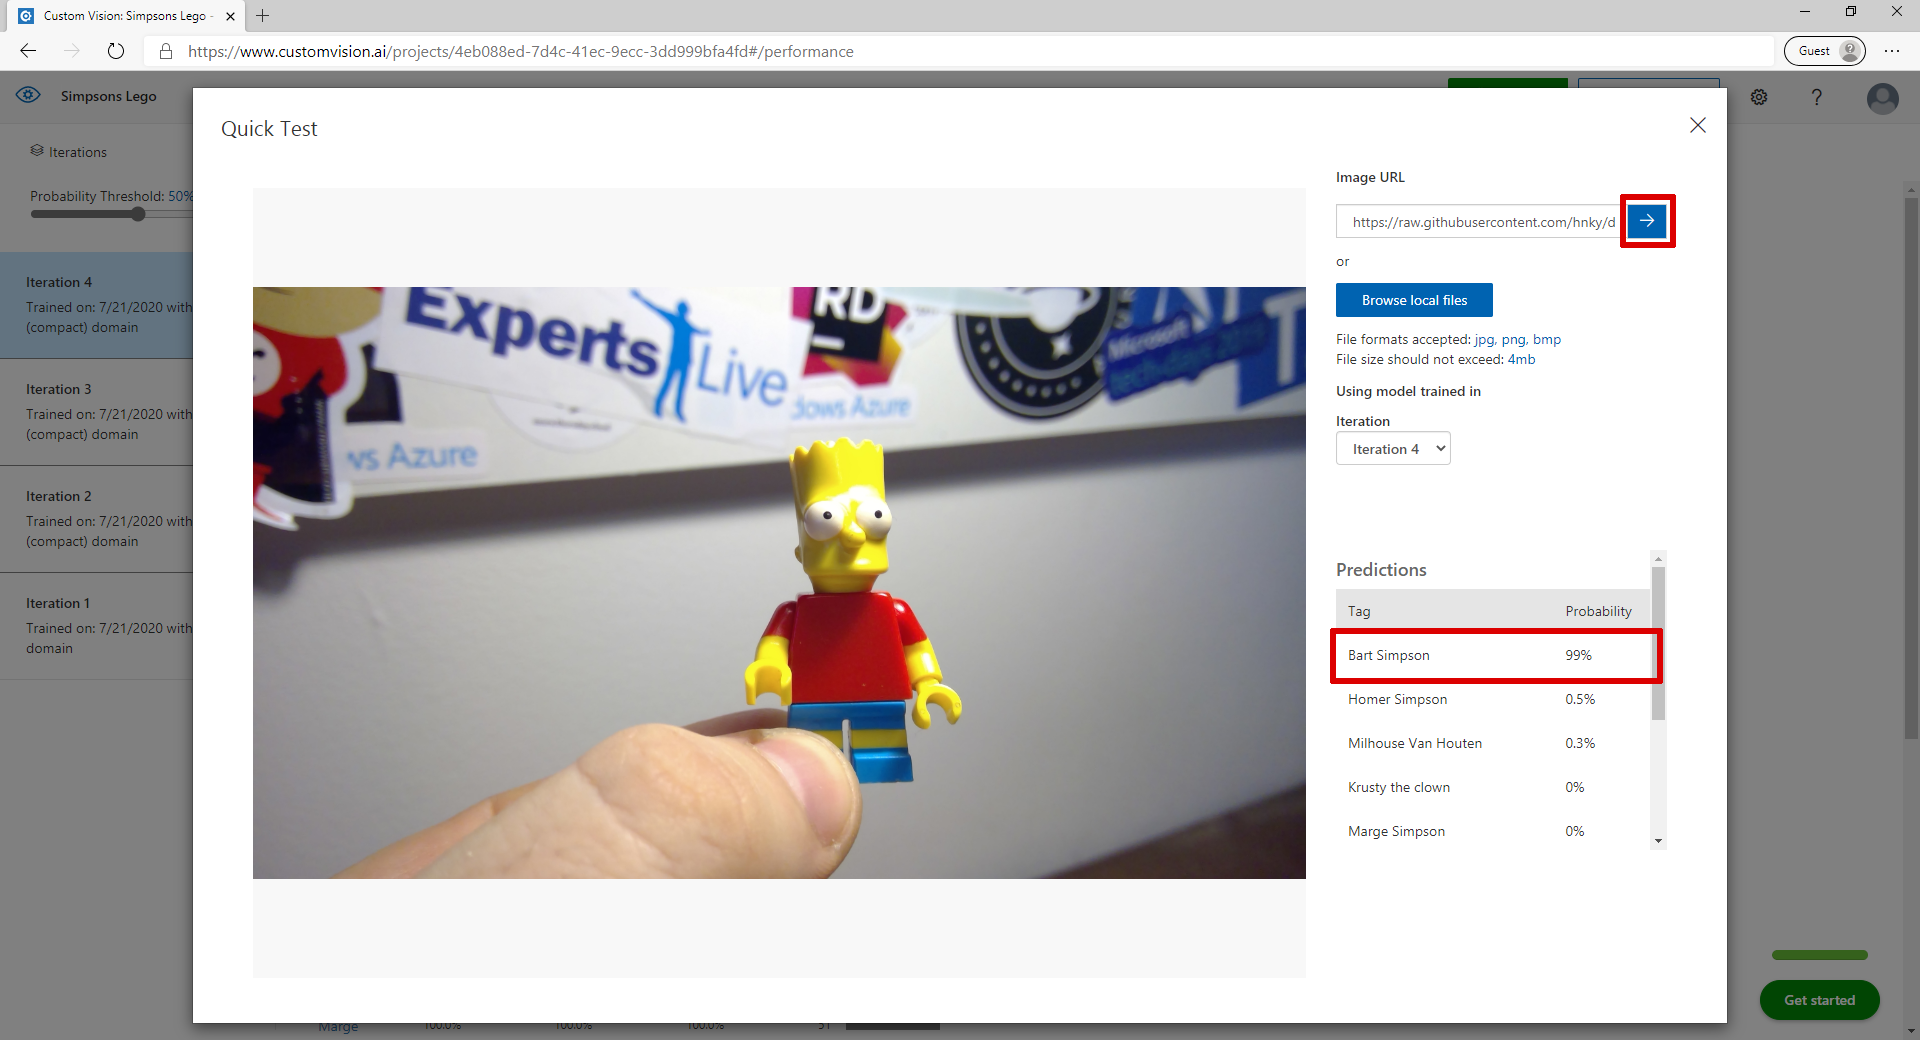 Custom Vision: Simpsons Lego -
https://www.customvision.ai/projects/4eb088ed-7d4c-41ec-9ecc-3dd999bfa4fd#/performance
Guest
Simpsons Lego
?
Iterations
Probability Threshold: 50%
Iteration 4
Trained on: 7/21/2020 with
(compact) domain
Iteration 3
Trained on: 7/21/2020 with
(compact) domain
Iteration 2
Trained on: 7/21/2020 with
(compact) domain
Iteration 1
Trained on: 7/21/2020 with
domain
Quick Test
Experts Live
RD
dows Azure
ws Azure
Microsoft
tech·days
Image URL
https://raw.githubusercontent.com/hnky/d
or
Browse local files
File formats accepted: jpg, png, bmp
File size should not exceed: 4mb
Using model trained in
Iteration
Iteration 4
Predictions
Tag Probability
Bart Simpson 99%
Homer Simpson 0.5%
Milhouse Van Houten 0.3%
Krusty the clown 0%
Marge Simpson 0%
Get started
Marge 100.0% 100.0% 100.0% 51